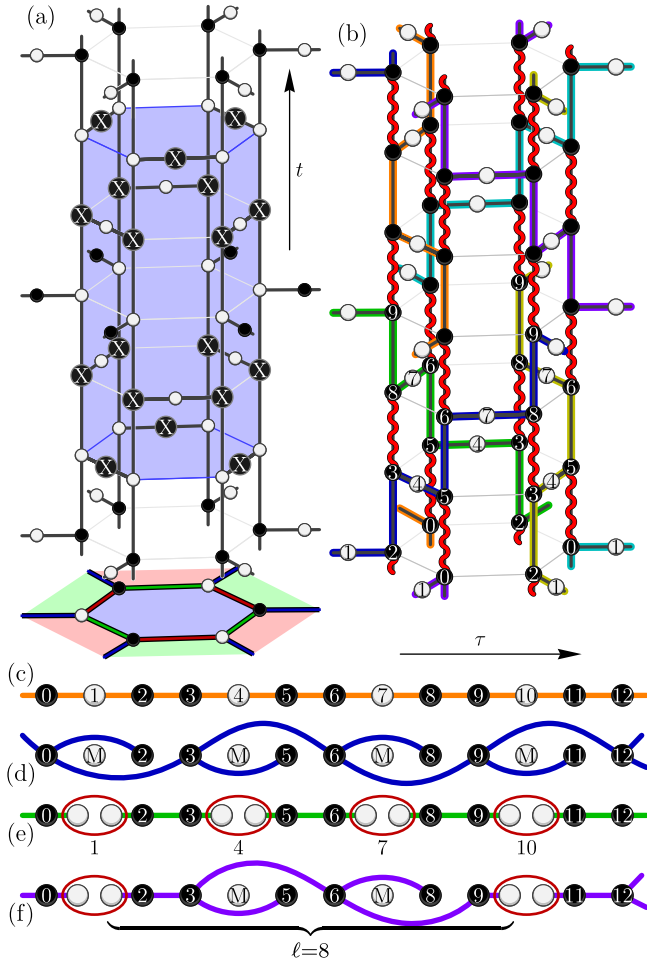 (a)
X X
X
X X
X X
X X
t
X X
X X
X X
X
X X
(b)
9
9
9
6 8
7 7
8 6
6 7 8
5 4 3
3 5
4 4
5 3
0 2
1 2 0 1
0 2
1 1
τ
(c)
0 1 2 3 4 5 6 7 8 9 10 11 12
0 M 2 3 M 5 6 M 8 9 M 11 12
(d)
0 2 3 5 6 8 9 11 12
(e)
1 4 7 10
0 2 3 M 5 6 M 8 9 11 12
(f)
ℓ=8